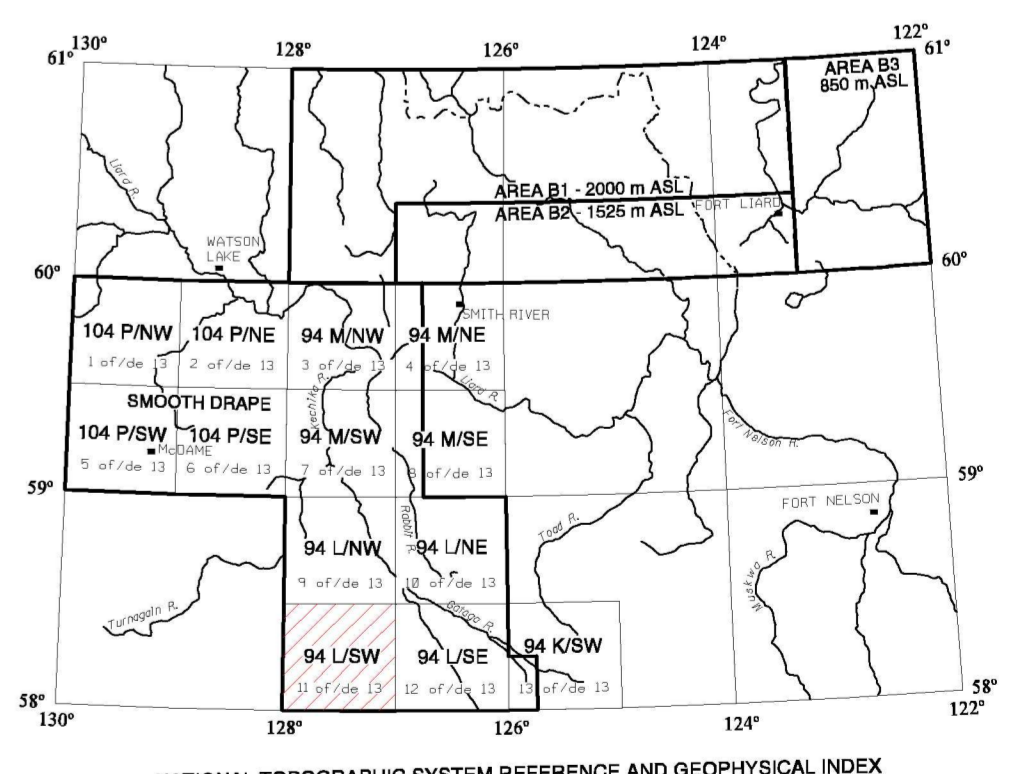 130°
128°
126°
124°
122°
61°
61°
AREA B3
850 m ASL
Liard R.
AREA B1 - 2000 m ASL
AREA B2 - 1525 m ASL
FORT LIARD
WATSON
LAKE
60°
60°
SMITH RIVER
104 P/NW
104 P/NE
94 M/NW
94 M/NE
1 of/de 13
2 of/de 13
3 of/de 13
4 of/de 13
Kechika R.
Liard R.
SMOOTH DRAPE
104 P/SW
104 P/SE
94 M/SW
94 M/SE
McDAME
Fort Nelson R.
5 of/de 13
6 of/de 13
7 of/de 13
8 of/de 13
59°
59°
FORT NELSON
Rabbit R.
Toad R.
94 L/NW
94 L/NE
9 of/de 13
10 of/de 13
Muskwa R.
Turnagain R.
Gataga R.
94 L/SW
94 L/SE
94 K/SW
11 of/de 13
12 of/de 13
13 of/de 13
58°
58°
130°
128°
126°
124°
122°
NATIONAL TOPOGRAPHIC SYSTEM REFERENCE AND GEOPHYSICAL INDEX